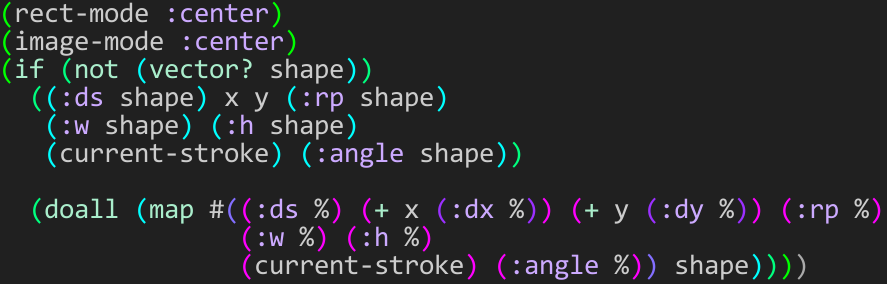 (rect-mode :center)
(image-mode :center)
(if (not (vector? shape))
  ((:ds shape) x y (:rp shape)
   (:w shape) (:h shape)
   (current-stroke) (:angle shape))

  (doall (map #((:ds %) (+ x (:dx %)) (+ y (:dy %)) (:rp %)
                (:w %) (:h %)
                (current-stroke) (:angle %)) shape))))